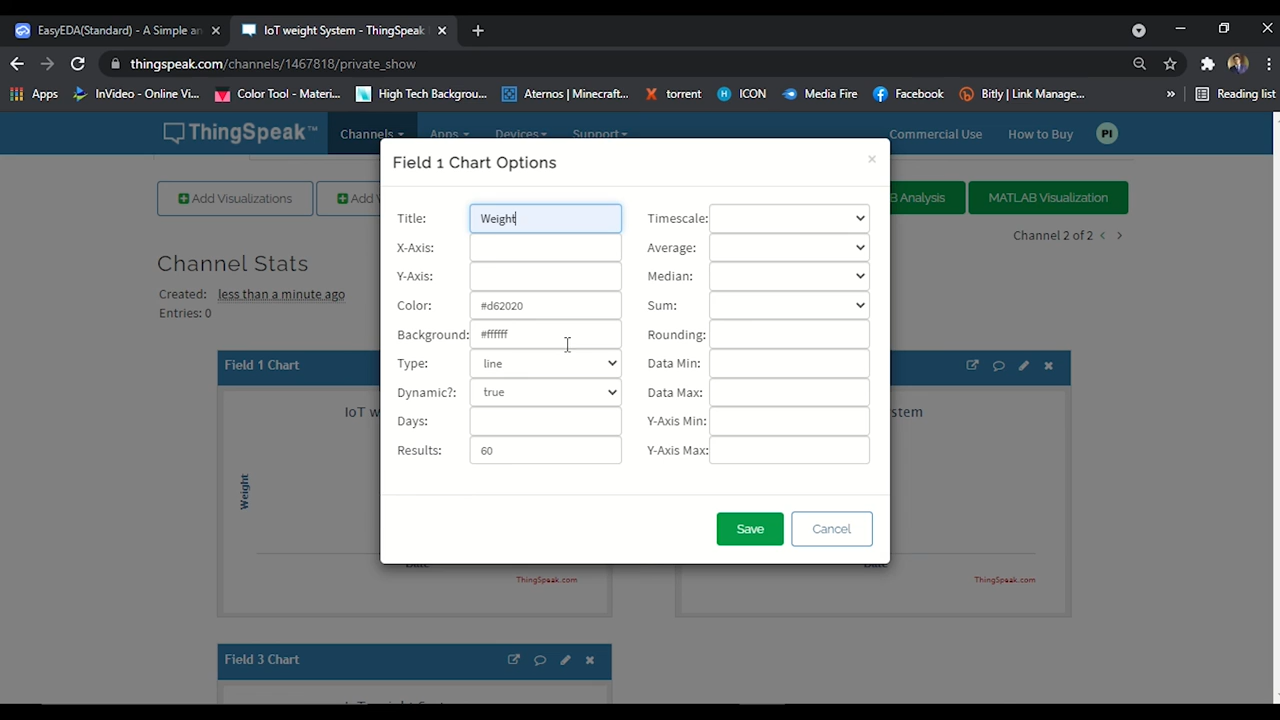 EasyEDA(Standard) - A Simple an
IoT weight System - ThingSpeak
thingspeak.com/channels/1467818/private_show
Apps
InVideo - Online Vi...
Color Tool - Materi...
High Tech Backgrou...
Aternos | Minecraft...
torrent
ICON
Media Fire
Facebook
Bitly | Link Manage...
»
Reading list
ThingSpeak™
Channels
Apps
Devices
Support
Commercial Use
How to Buy
PI
Field 1 Chart Options
×
Add Visualizations
Analysis
MATLAB Visualization
Channel 2 of 2 < >
Channel Stats
Created: less than a minute ago
Entries: 0
Title: Weight
X-Axis:
Y-Axis:
Color: #d62020
Background: #ffffff
Type: line
Dynamic?: true
Days:
Results: 60
Timescale:
Average:
Median:
Sum:
Rounding:
Data Min:
Data Max:
Y-Axis Min:
Y-Axis Max:
Save
Cancel
Field 1 Chart
IoT w
Weight
ThingSpeak.com
ThingSpeak.com
Field 3 Chart